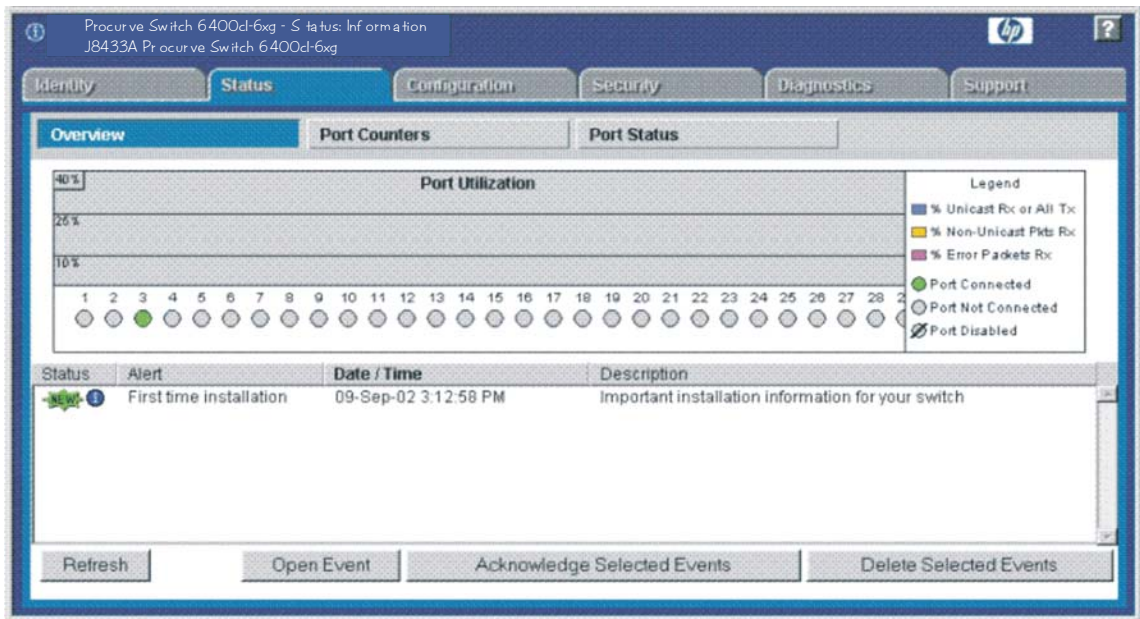 Procurve Switch 6400cl-6xg - Status: Information
J8433A Procurve Switch 6400cl-6xg
hp
?
Identity Status Configuration Security Diagnostics Support
Overview Port Counters Port Status
40% Port Utilization
25%
10%
1 2 3 4 5 6 7 8 9 10 11 12 13 14 15 16 17 18 19 20 21 22 23 24 25 26 27 28 2
Legend
% Unicast Rx or All Tx
% Non-Unicast Pkts Rx
% Error Packets Rx
Port Connected
Port Not Connected
Port Disabled
Status Alert Date / Time Description
NEW! First time installation 09-Sep-02 3:12:58 PM Important installation information for your switch
Refresh Open Event Acknowledge Selected Events Delete Selected Events